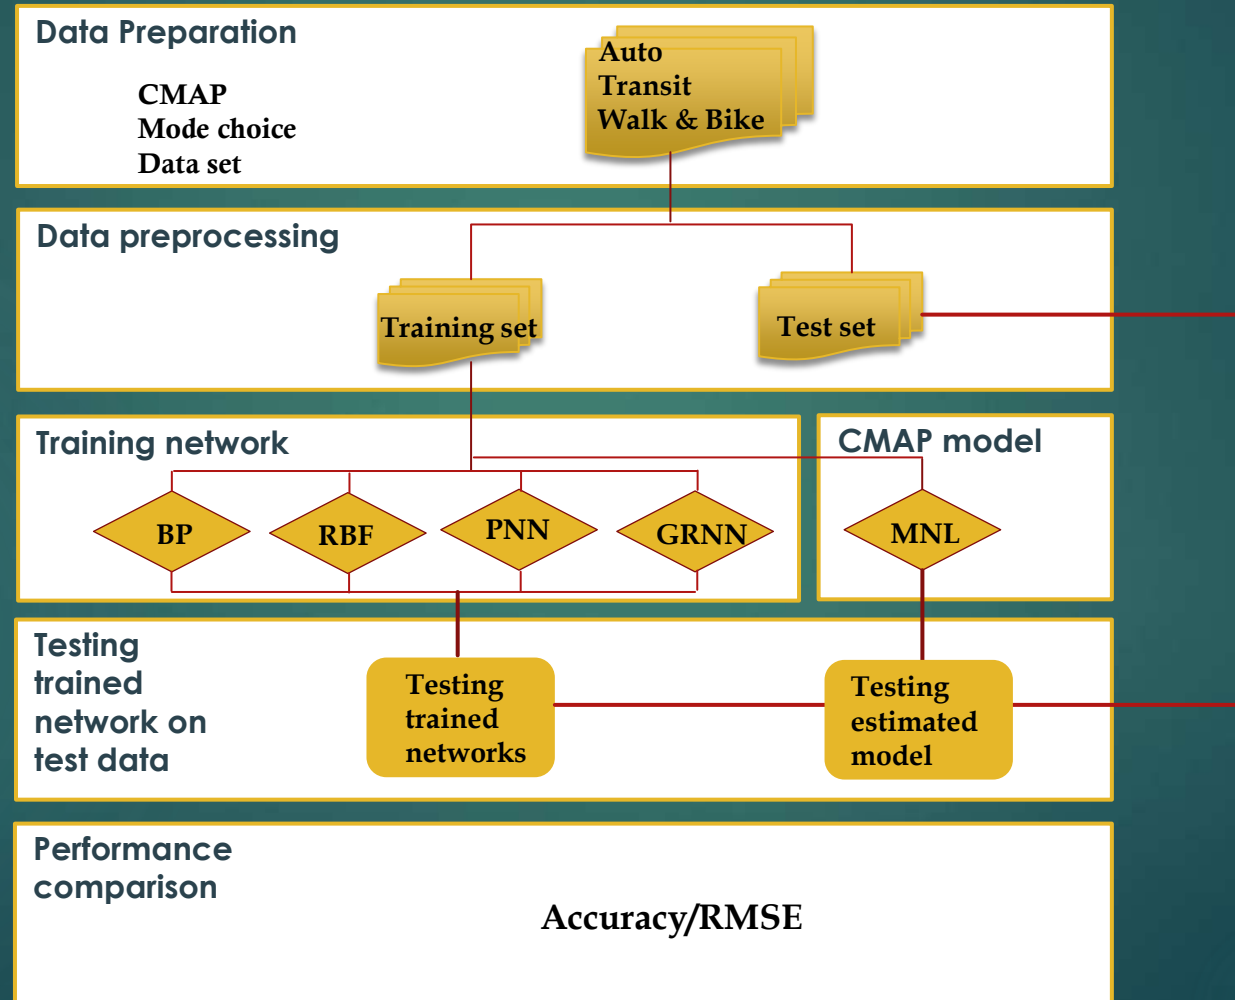 Data Preparation
CMAP
Mode choice
Data set
Auto
Transit
Walk & Bike
Data preprocessing
Training set
Test set
Training network
CMAP model
BP
RBF
PNN
GRNN
MNL
Testing
trained
network on
test data
Testing
trained
networks
Testing
estimated
model
Performance
comparison
Accuracy/RMSE